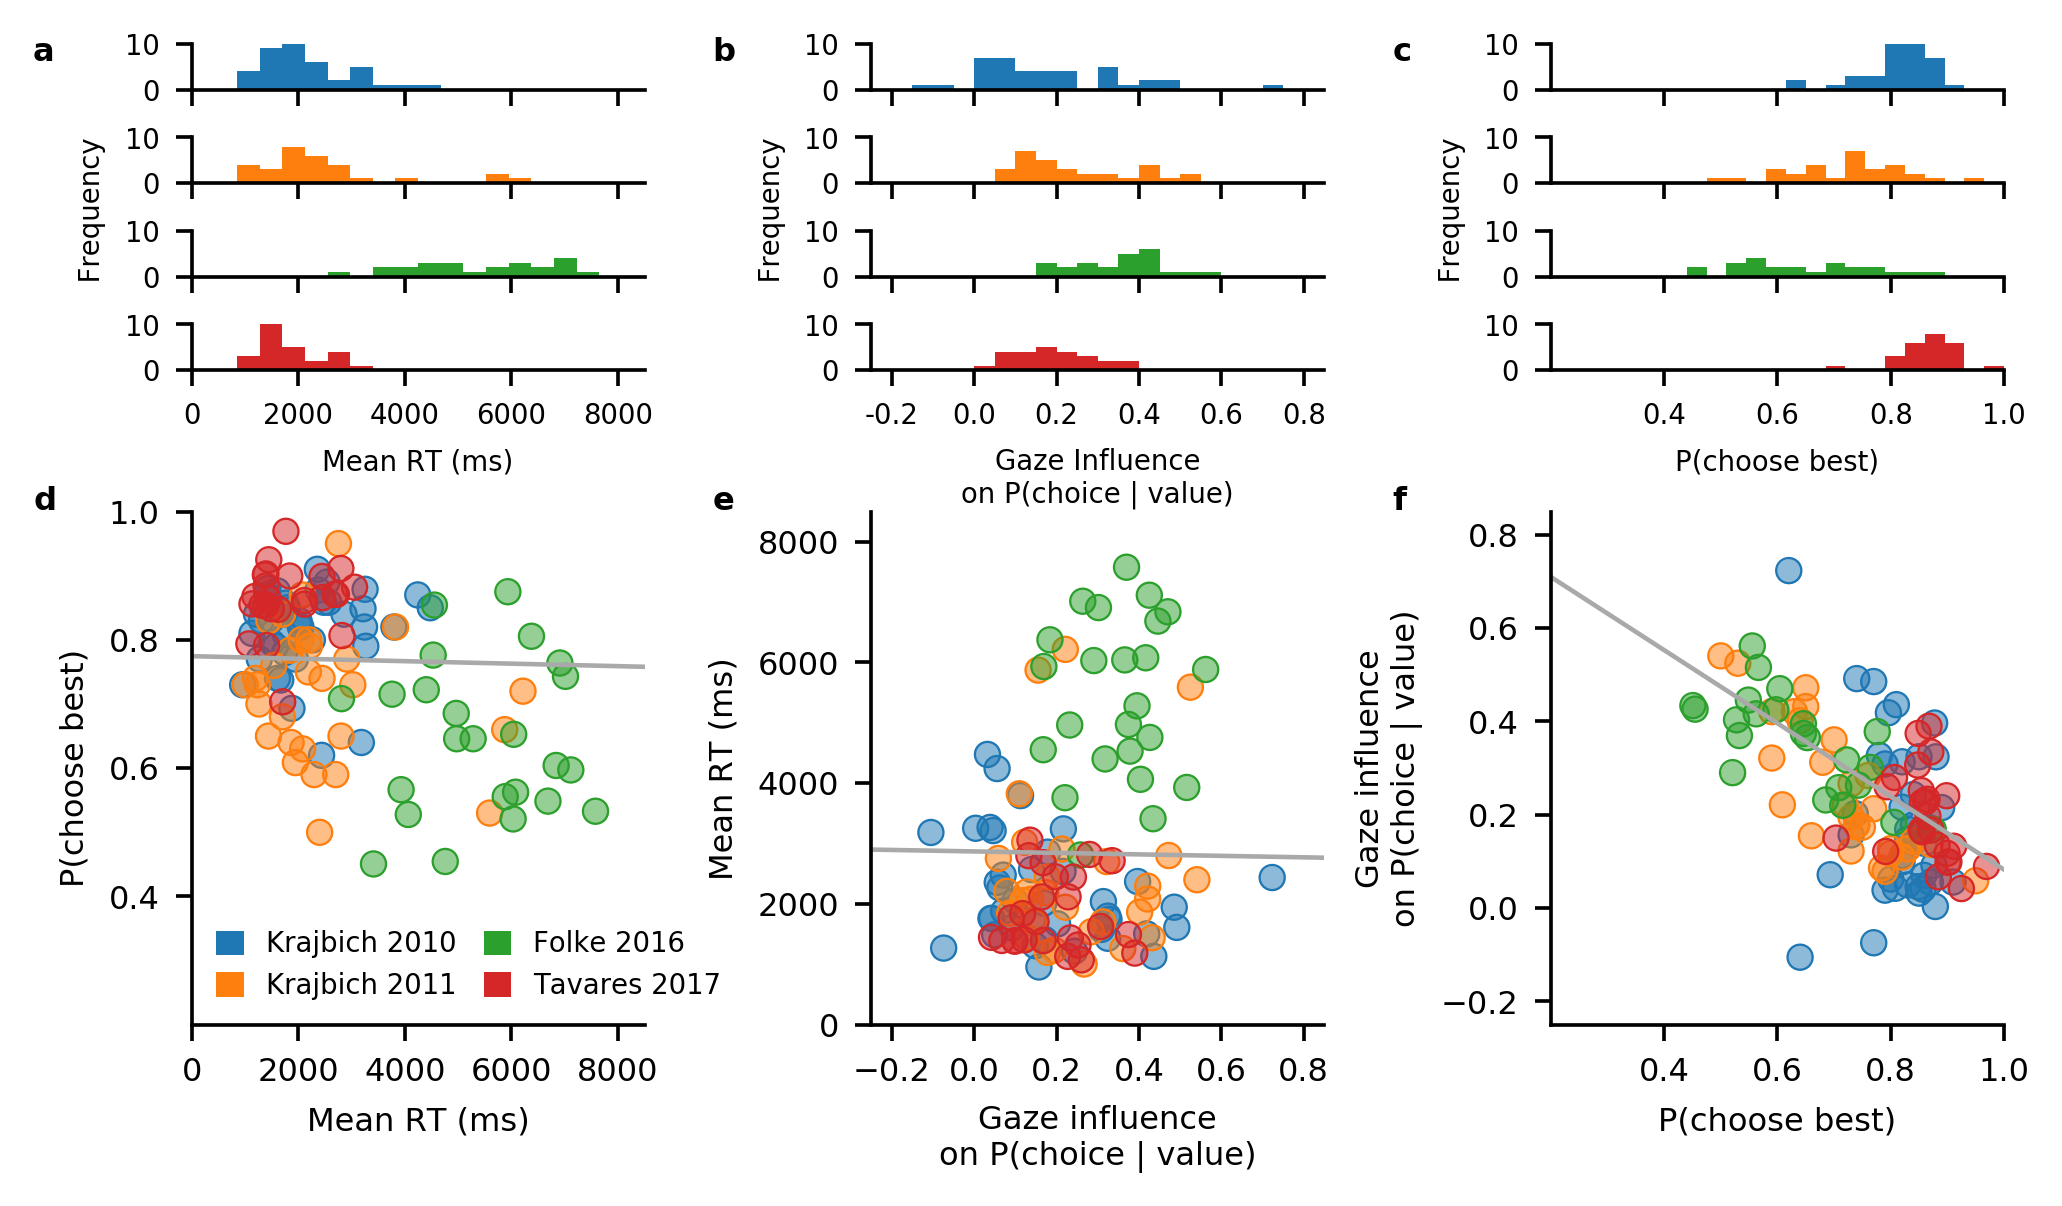 a
b
c
10
0
10
0
10
0
10
0
10
0
10
0
10
0
10
0
10
0
10
0
10
0
10
0
Frequency
Frequency
Frequency
0 2000 4000 6000 8000
-0.2 0.0 0.2 0.4 0.6 0.8
0.4 0.6 0.8 1.0
Mean RT (ms)
Gaze Influence
on P(choice | value)
P(choose best)
d
1.0
0.8
0.6
0.4
P(choose best)
Krajbich 2010
Krajbich 2011
Folke 2016
Tavares 2017
0 2000 4000 6000 8000
Mean RT (ms)
e
8000
6000
4000
2000
0
Mean RT (ms)
−0.2 0.0 0.2 0.4 0.6 0.8
Gaze influence
on P(choice | value)
f
0.8
0.6
0.4
0.2
0.0
−0.2
Gaze influence
on P(choice | value)
0.4 0.6 0.8 1.0
P(choose best)